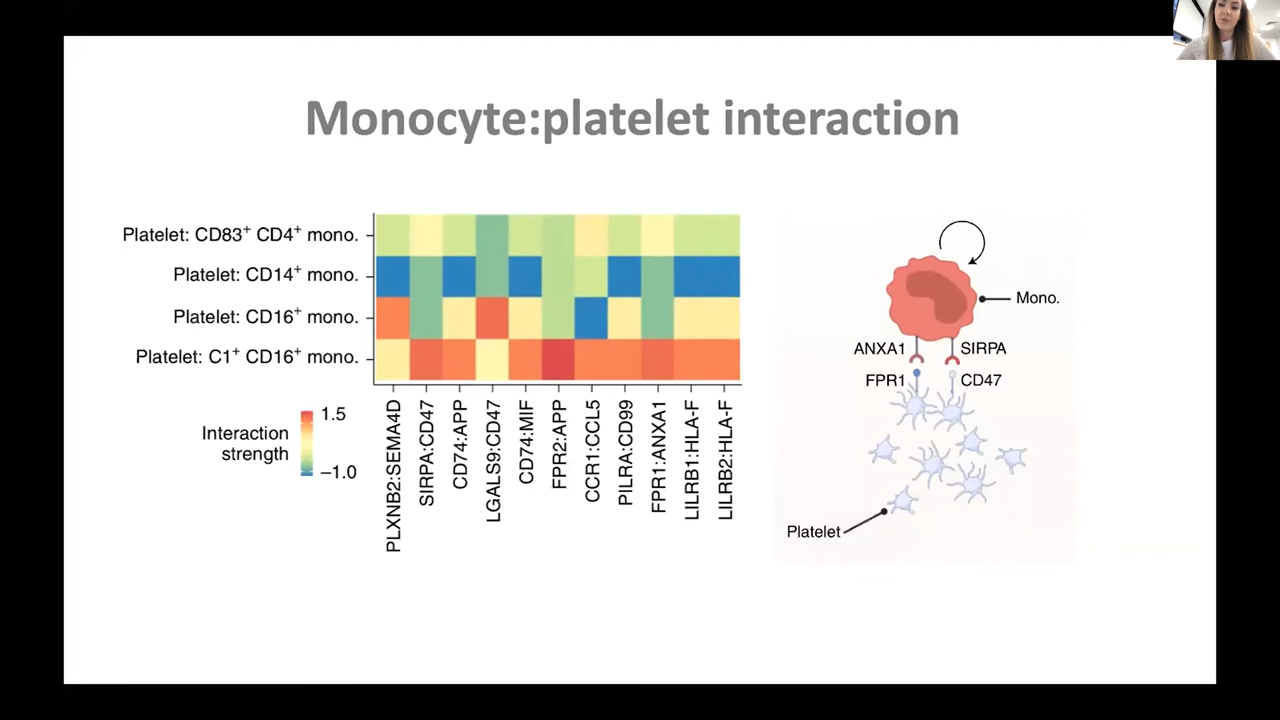 Monocyte:platelet interaction
Platelet: CD83⁺ CD4⁺ mono.
Platelet: CD14⁺ mono.
Platelet: CD16⁺ mono.
Platelet: C1⁺ CD16⁺ mono.
Interaction
strength
1.5
–1.0
PLXNB2:SEMA4D
SIRPA:CD47
CD74:APP
LGALS9:CD47
CD74:MIF
FPR2:APP
CCR1:CCL5
PILRA:CD99
FPR1:ANXA1
LILRB1:HLA-F
LILRB2:HLA-F
Mono.
ANXA1
SIRPA
FPR1
CD47
Platelet